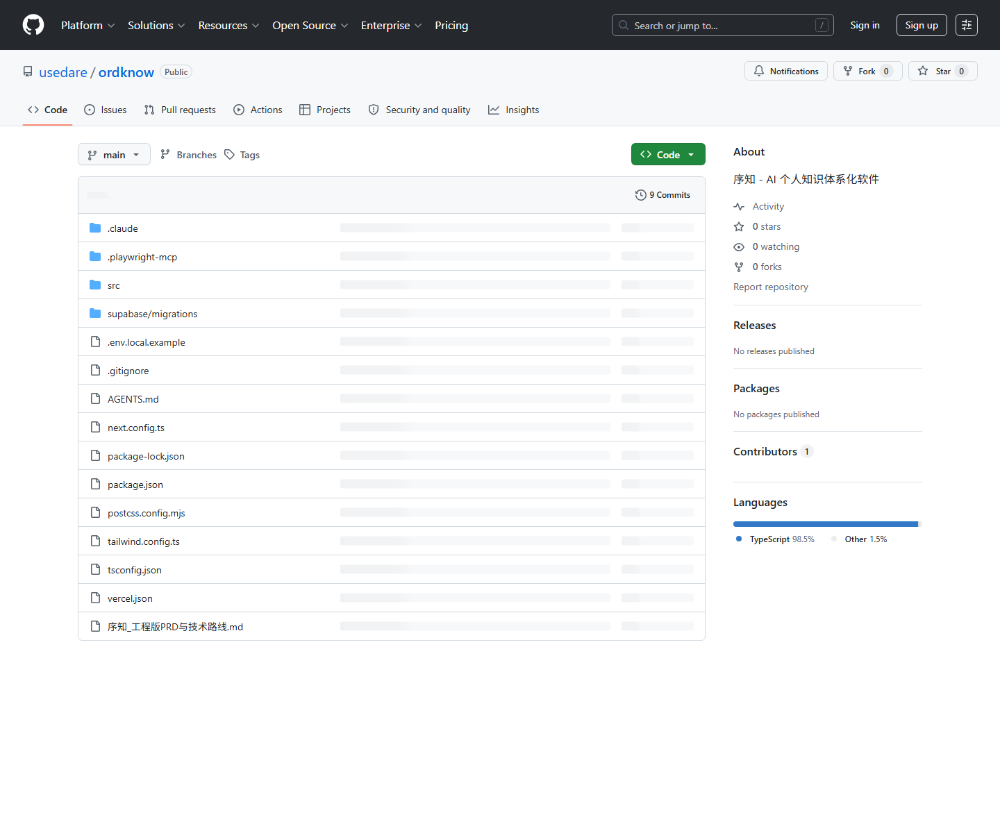 Platform
Solutions
Resources
Open Source
Enterprise
Pricing
Search or jump to...
/
Sign in
Sign up
usedare / ordknow
Public
Notifications
Fork 0
Star 0
Code
Issues
Pull requests
Actions
Projects
Security and quality
Insights
main
Branches
Tags
Code
9 Commits
.claude
.playwright-mcp
src
supabase/migrations
.env.local.example
.gitignore
AGENTS.md
next.config.ts
package-lock.json
package.json
postcss.config.mjs
tailwind.config.ts
tsconfig.json
vercel.json
序知_工程版PRD与技术路线.md
About
序知 - AI 个人知识体系化软件
Activity
0 stars
0 watching
0 forks
Report repository
Releases
No releases published
Packages
No packages published
Contributors 1
Languages
TypeScript 98.5%
Other 1.5%